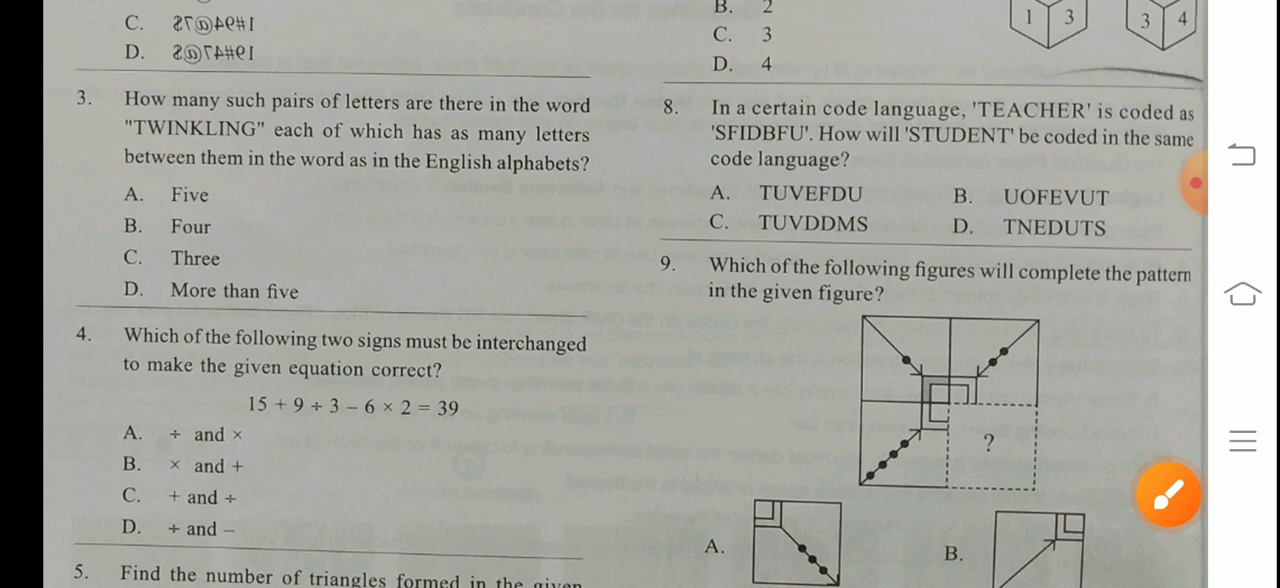 C. 
D. 
3. How many such pairs of letters are there in the word
"TWINKLING" each of which has as many letters
between them in the word as in the English alphabets?
A. Five
B. Four
C. Three
D. More than five
4. Which of the following two signs must be interchanged
to make the given equation correct?
15 + 9 ÷ 3 – 6 × 2 = 39
A. ÷ and ×
B. × and +
C. + and ÷
D. ÷ and –
5. Find the number of triangles formed in the given
B. 2
C. 3
D. 4
1 3
3 4
8. In a certain code language, 'TEACHER' is coded as
'SFIDBFU'. How will 'STUDENT' be coded in the same
code language?
A. TUVEFDU B. UOFEVUT
C. TUVDDMS D. TNEDUTS
9. Which of the following figures will complete the pattern
in the given figure?
?
A. B.